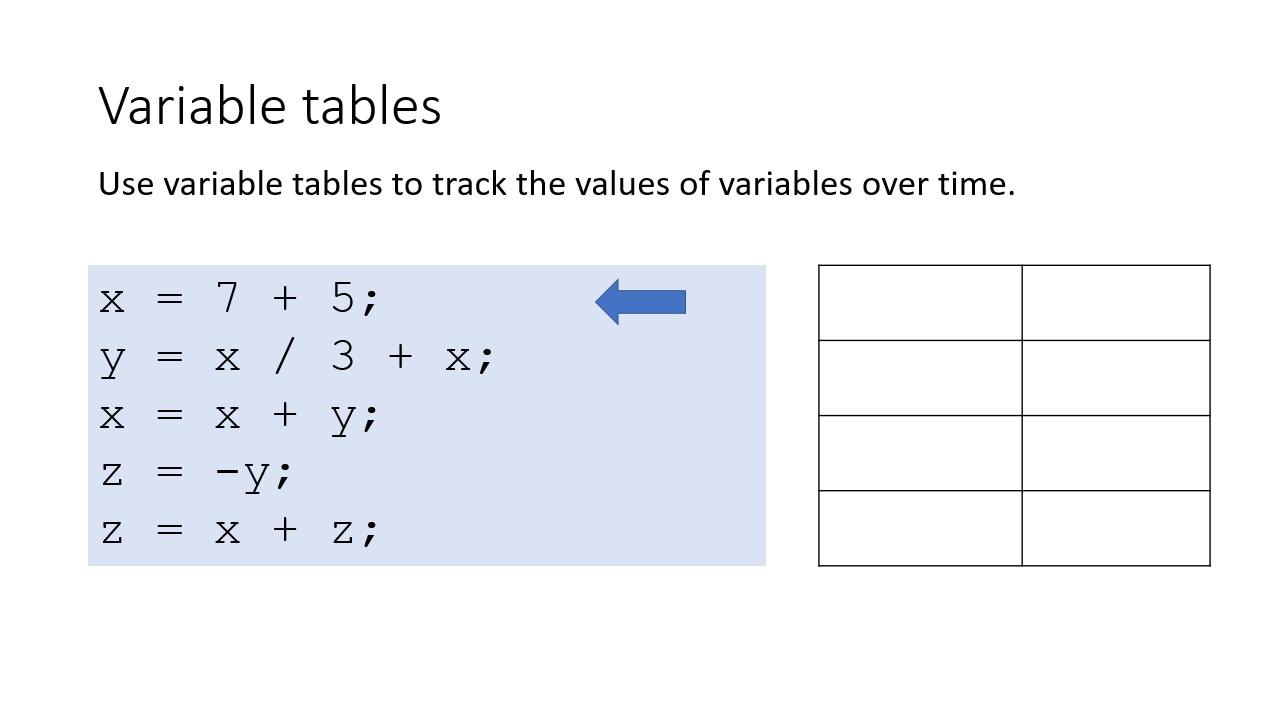 Variable tables
Use variable tables to track the values of variables over time.
x = 7 + 5;
y = x / 3 + x;
x = x + y;
z = -y;
z = x + z;